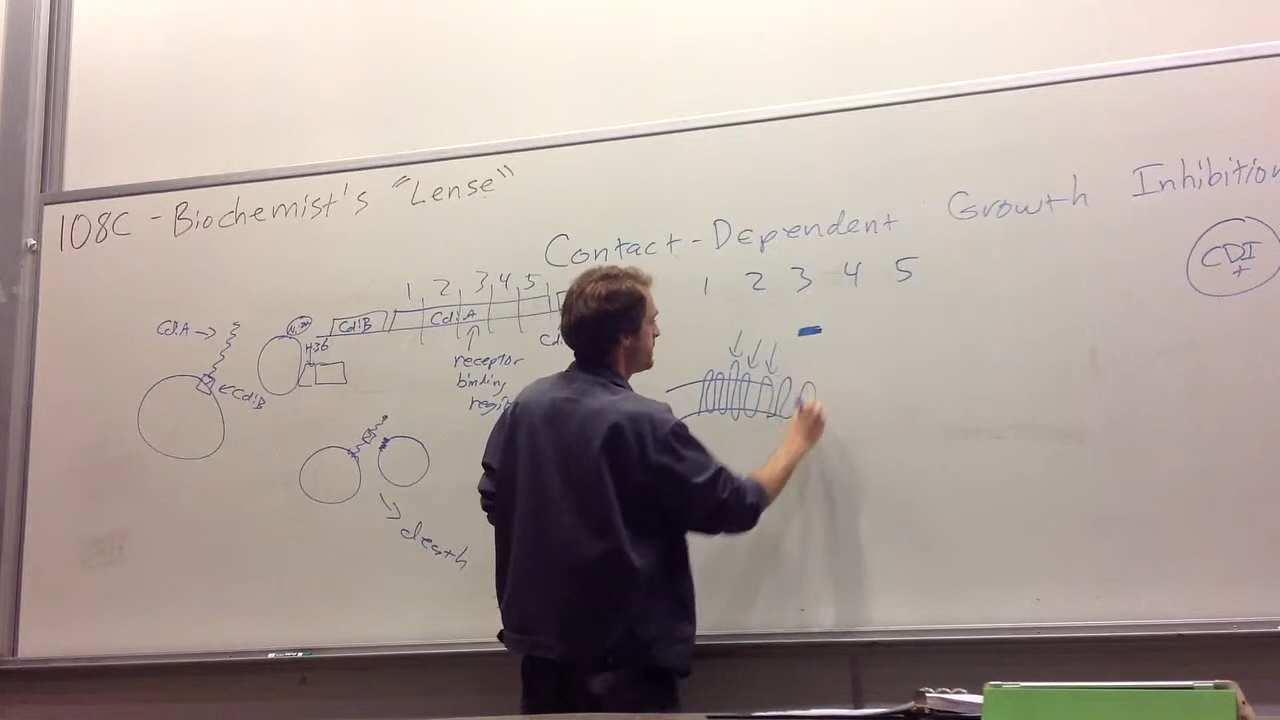 108C - Biochemist's "Lense"
Contact-Dependent Growth Inhibition
1 2 3 4 5
1 2 3 4 5
CDI
+
CdiB
CdiA
CdiA →
←CdiB
H36
receptor
binding
death